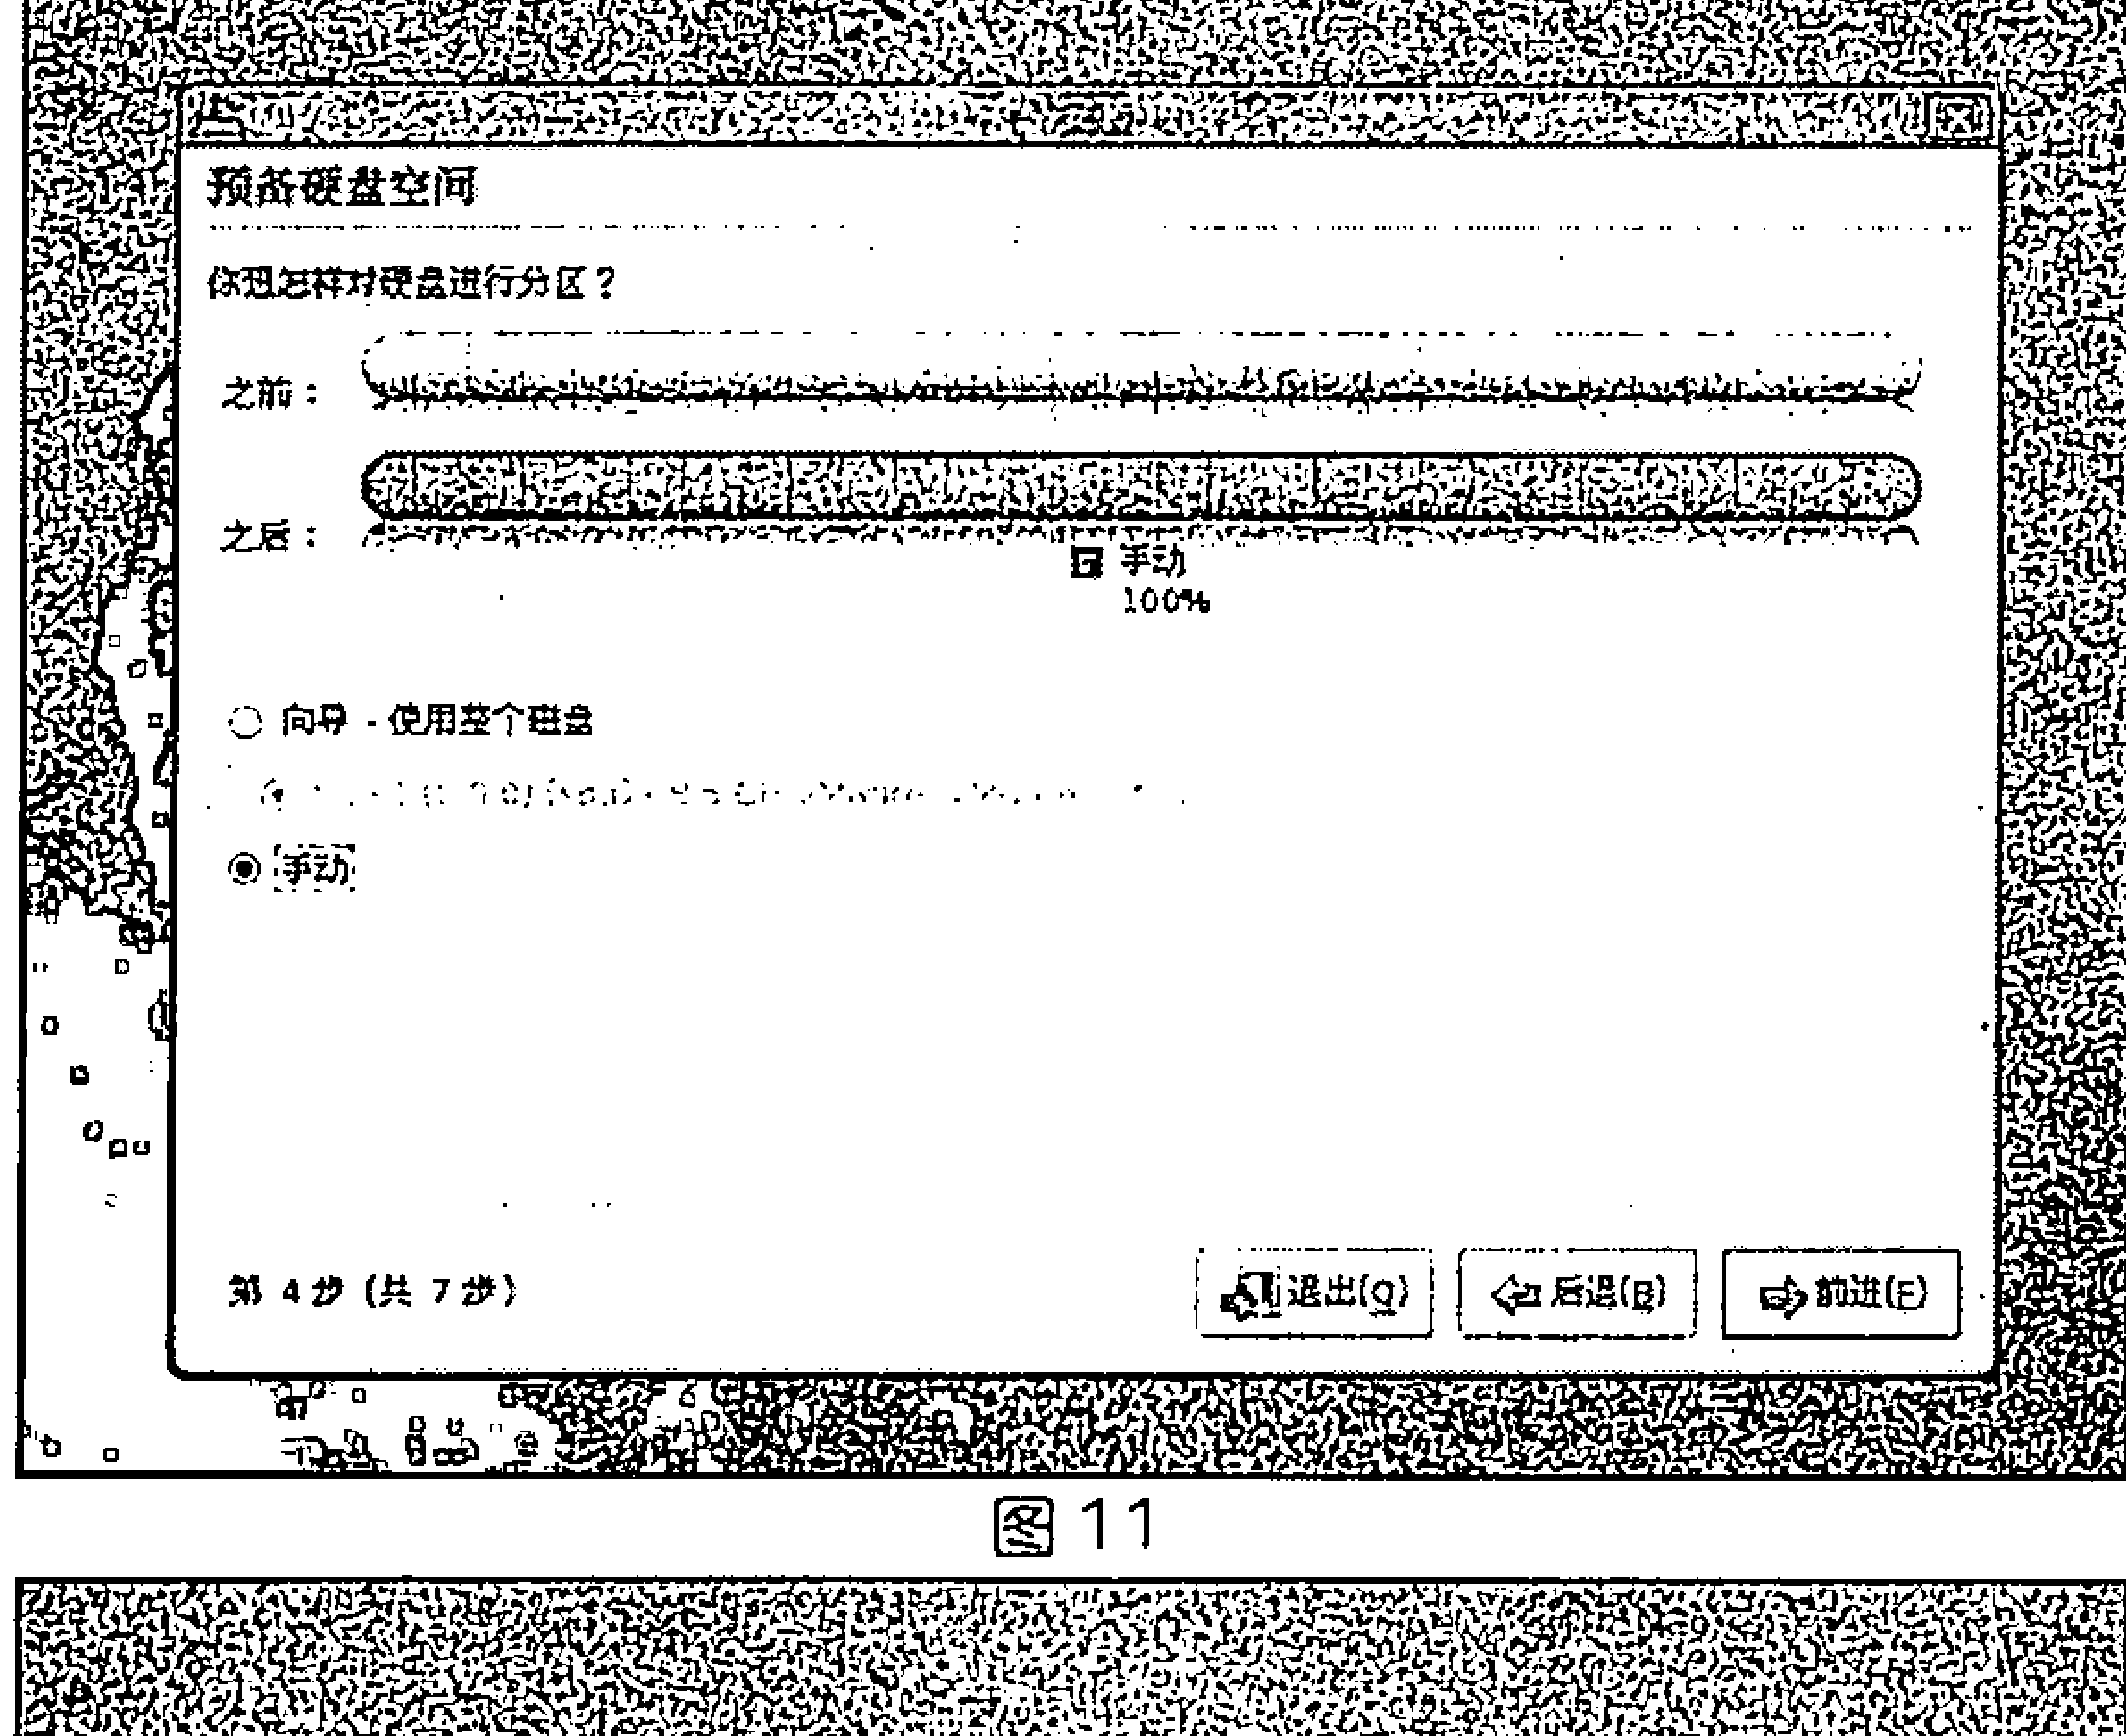 预备硬盘空间
你想怎样对硬盘进行分区？
之前：
之后：
手动
100%
向导 - 使用整个磁盘
手动
第 4 步 (共 7 步)
退出(Q)
后退(B)
前进(F)
图 11